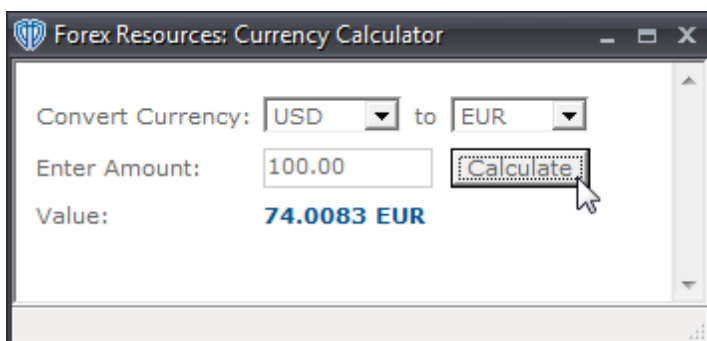 Forex Resources: Currency Calculator
Convert Currency: USD to EUR
Enter Amount: 100.00 Calculate
Value: 74.0083 EUR